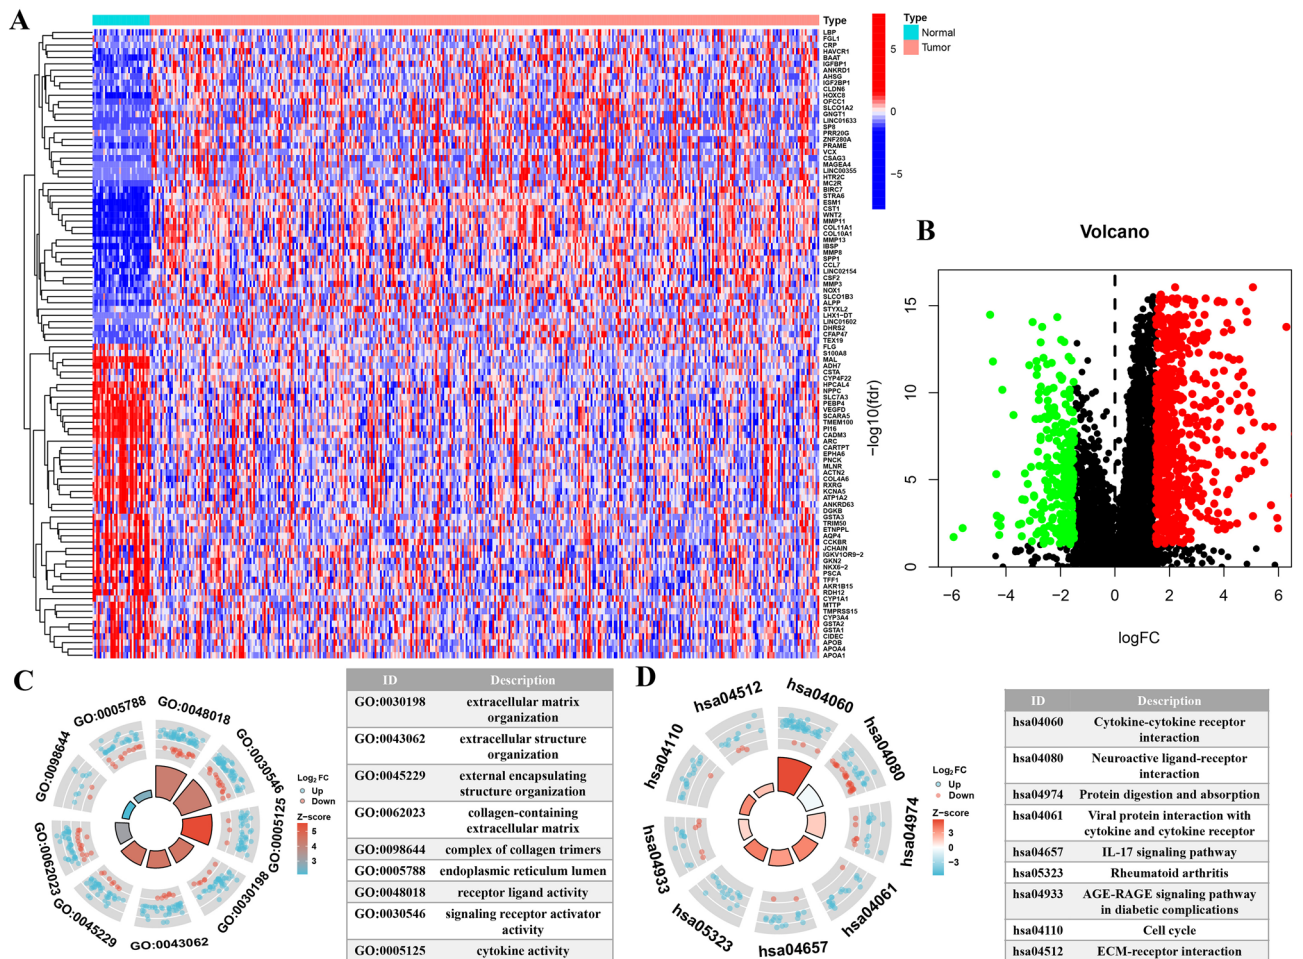 A
Type
LBP
FGL1
CRP
HAVCR1
BAAT
IGFBP1
ANKRD1
AHSG
IGF2BP1
CLDN6
HOXC8
OFCC1
SLCO1A2
GNGT1
LINC01633
SP8
PRR20G
ZNF280A
PRAME
VCX
CSAG3
MAGEA4
LINC00355
HTR2C
MC2R
BIRC7
STRA6
ESM1
CST1
WNT2
MMP11
COL11A1
COL10A1
MMP13
IBSP
MMP8
SPP1
CCL7
LINC02154
CSF2
MMP3
NOX1
SLCO1B3
ALPP
STYXL2
LHX1−DT
LINC01602
DHRS2
CFAP47
TEX19
FLG
S100A8
MAL
ADH7
CSTA
CYP4F22
HPCAL4
NPPC
SLC7A3
PEBP4
VEGFD
SCARA5
TMEM100
PI16
CADM3
ARC
CARTPT
EPHA6
PNCK
MLNR
ACTN2
COL4A6
RXRG
KCNA5
ATP1A2
ANKRD63
DGKB
GSTA3
TRIM50
ETNPPL
AQP4
CCKBR
JCHAIN
IGKV1OR9−2
GKN2
NKX6−2
PSCA
TFF1
AKR1B15
RDH12
CYP1A1
MTTP
TMPRSS15
CYP3A4
GSTA2
GSTA1
CIDEC
APOB
APOA4
APOA1
5
0
−5
Type
Normal
Tumor
B
Volcano
−log10(fdr)
15
10
5
0
−6
−4
−2
0
2
4
6
logFC
C
GO:0048018
GO:0030546
GO:0005125
GO:0030198
GO:0043062
GO:0045229
GO:0062023
GO:0098644
GO:0005788
Log2 FC
Up
Down
Z−score
5
4
3
ID Description
GO:0030198 extracellular matrix
organization
GO:0043062 extracellular structure
organization
GO:0045229 external encapsulating
structure organization
GO:0062023 collagen-containing
extracellular matrix
GO:0098644 complex of collagen trimers
GO:0005788 endoplasmic reticulum lumen
GO:0048018 receptor ligand activity
GO:0030546 signaling receptor activator
activity
GO:0005125 cytokine activity
D
hsa04060
hsa04080
hsa04974
hsa04061
hsa04657
hsa05323
hsa04933
hsa04110
hsa04512
Log2 FC
Up
Down
Z−score
3
0
−3
ID Description
hsa04060 Cytokine-cytokine receptor
interaction
hsa04080 Neuroactive ligand-receptor
interaction
hsa04974 Protein digestion and absorption
hsa04061 Viral protein interaction with
cytokine and cytokine receptor
hsa04657 IL-17 signaling pathway
hsa05323 Rheumatoid arthritis
hsa04933 AGE-RAGE signaling pathway
in diabetic complications
hsa04110 Cell cycle
hsa04512 ECM-receptor interaction